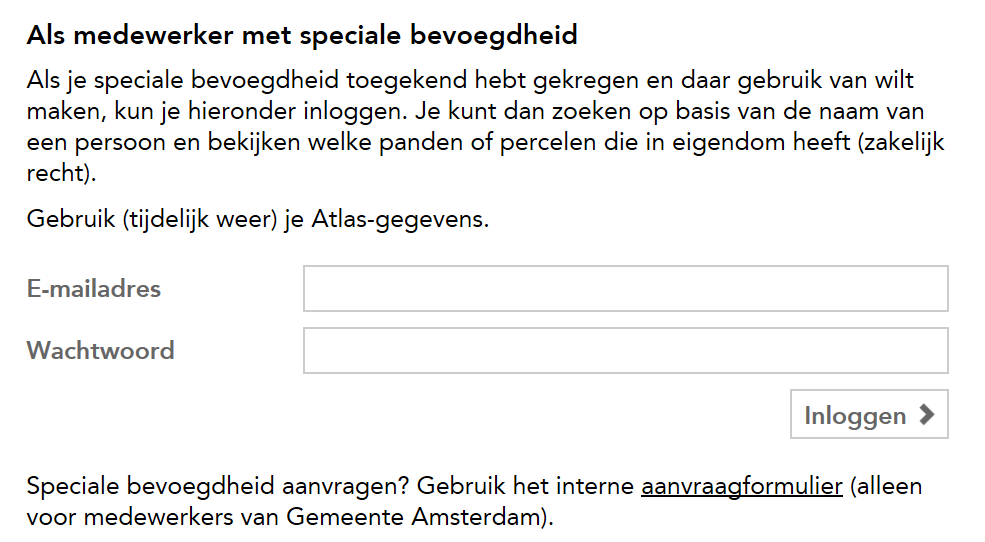 Als medewerker met speciale bevoegdheid
Als je speciale bevoegdheid toegekend hebt gekregen en daar gebruik van wilt
maken, kun je hieronder inloggen. Je kunt dan zoeken op basis van de naam van
een persoon en bekijken welke panden of percelen die in eigendom heeft (zakelijk
recht).
Gebruik (tijdelijk weer) je Atlas-gegevens.
E-mailadres
Wachtwoord
Inloggen
Speciale bevoegdheid aanvragen? Gebruik het interne aanvraagformulier (alleen
voor medewerkers van Gemeente Amsterdam).